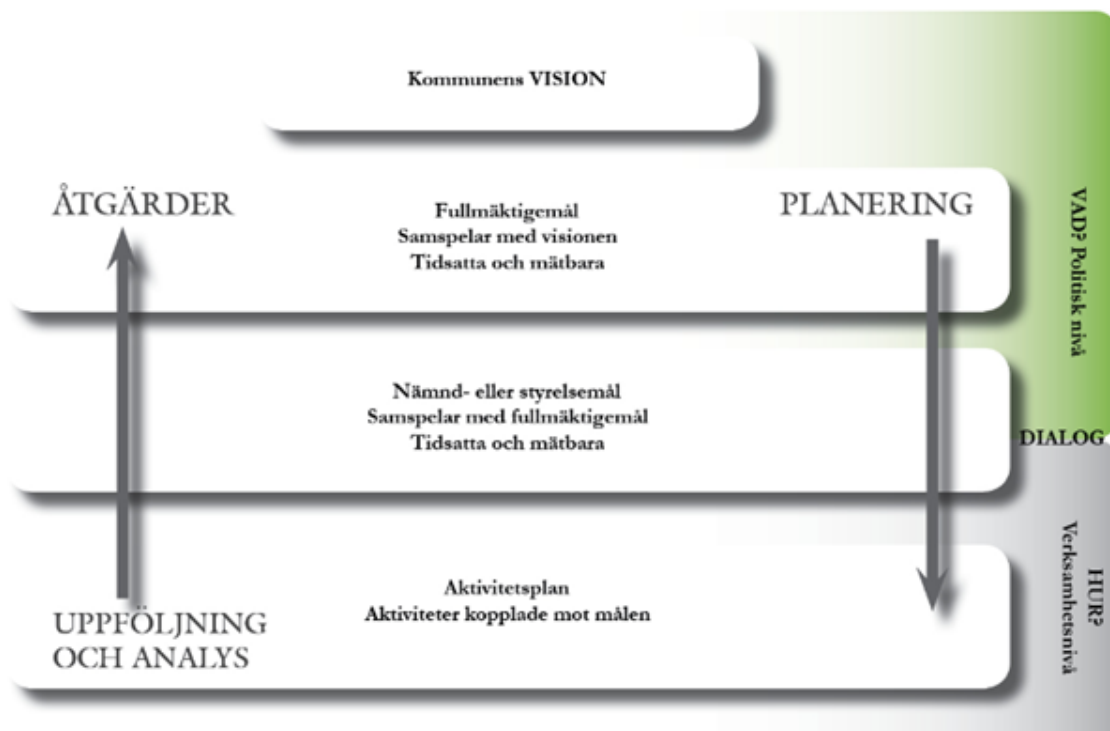 Kommunens VISION
ÅTGÄRDER
Fullmäktigemål
Samspelar med visionen
Tidsatta och mätbara
PLANERING
VAD? Politisk nivå
Nämnd- eller styrelsemål
Samspelar med fullmäktigemål
Tidsatta och mätbara
DIALOG
Aktivitetsplan
Aktiviteter kopplade mot målen
UPPFÖLJNING
OCH ANALYS
HUR?
Verksamhetsnivå